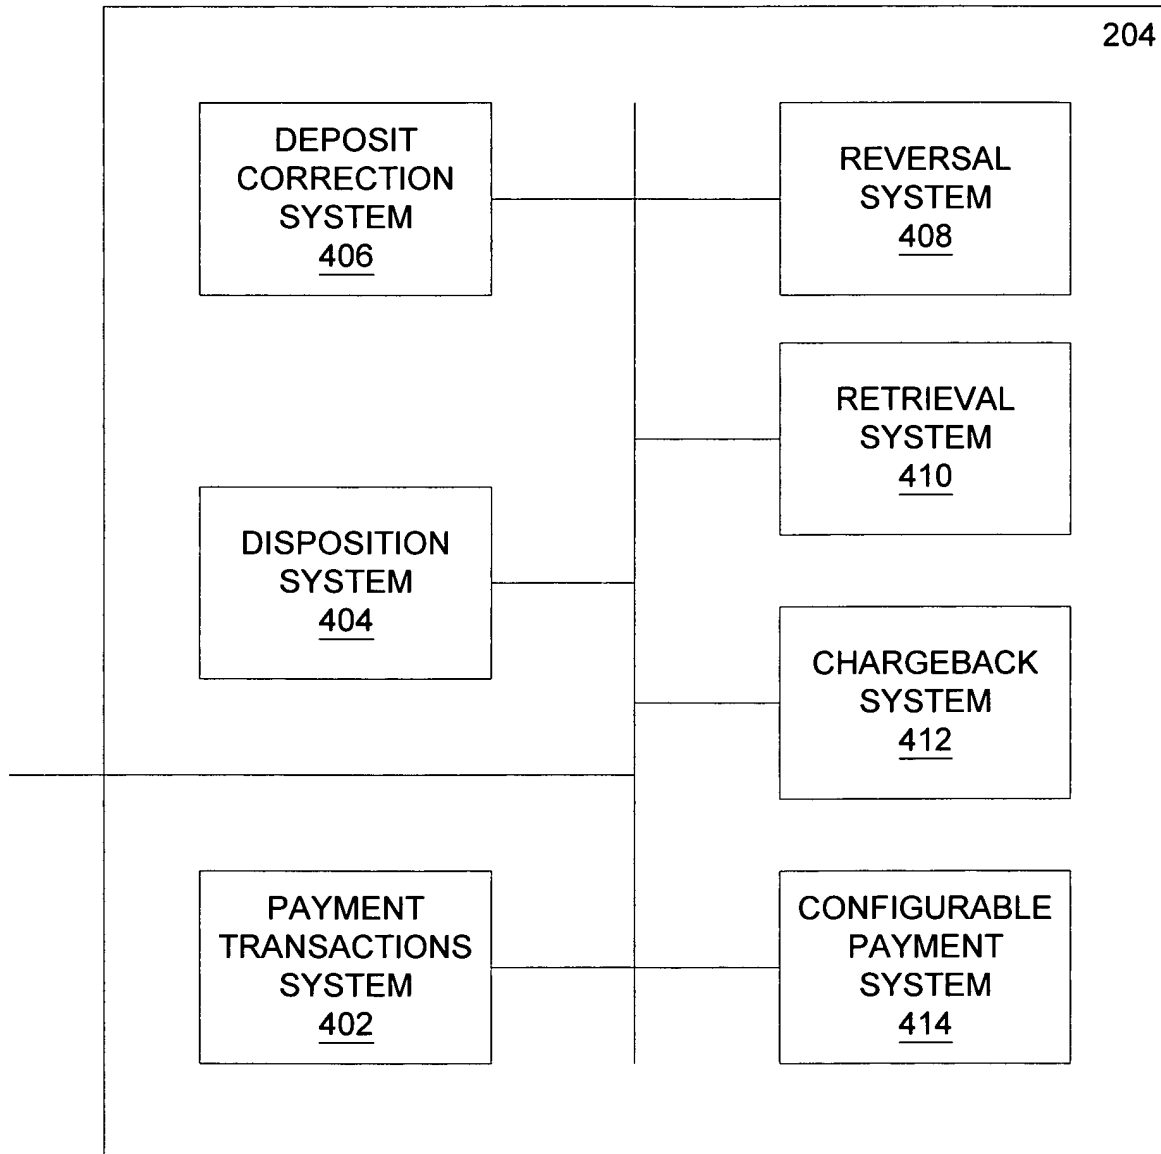 204
DEPOSIT
CORRECTION
SYSTEM
406
REVERSAL
SYSTEM
408
RETRIEVAL
SYSTEM
410
DISPOSITION
SYSTEM
404
CHARGEBACK
SYSTEM
412
PAYMENT
TRANSACTIONS
SYSTEM
402
CONFIGURABLE
PAYMENT
SYSTEM
414